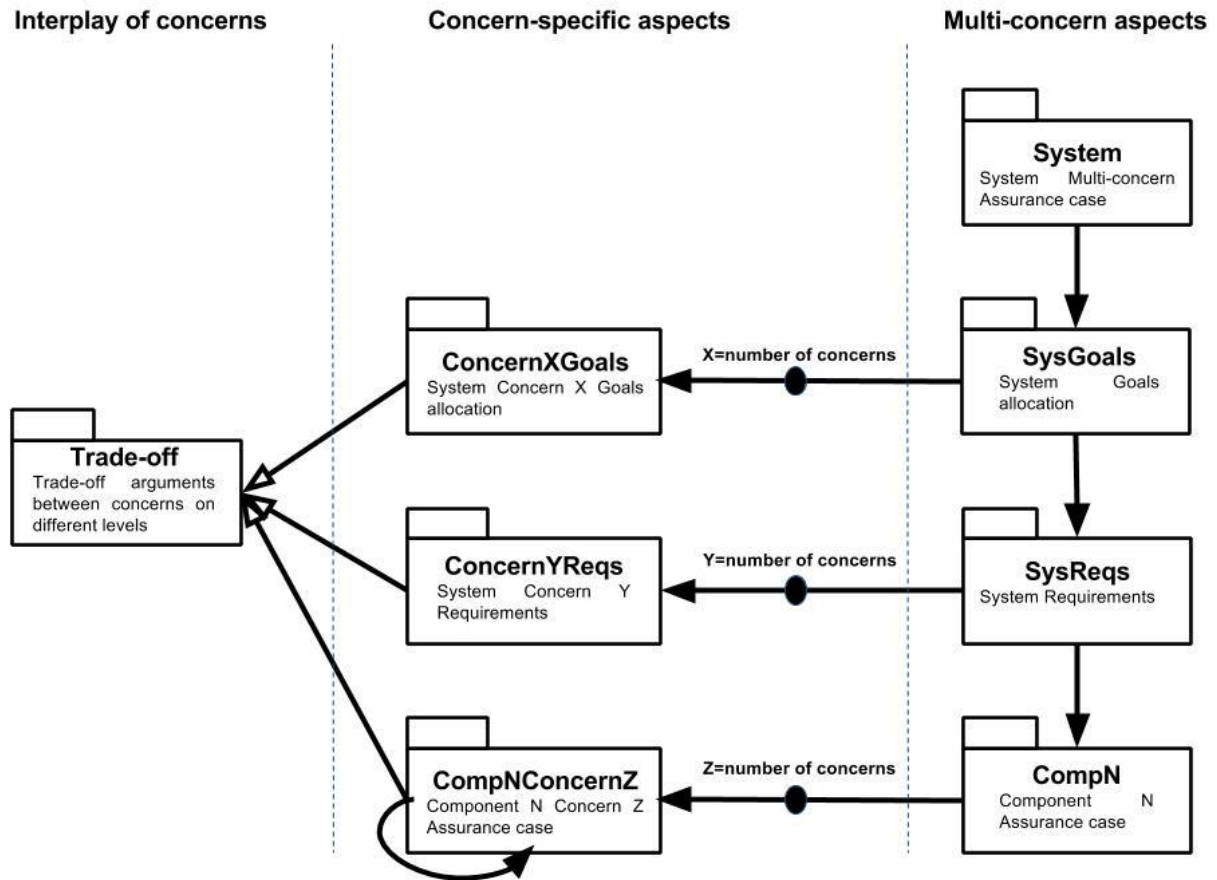 Interplay of concerns
Concern-specific aspects
Multi-concern aspects
System
System Multi-concern
Assurance case
ConcernXGoals
System Concern X Goals
allocation
X=number of concerns
SysGoals
System Goals
allocation
Trade-off
Trade-off arguments
between concerns on
different levels
ConcernYReqs
System Concern Y
Requirements
Y=number of concerns
SysReqs
System Requirements
CompNConcernZ
Component N Concern Z
Assurance case
Z=number of concerns
CompN
Component N
Assurance case